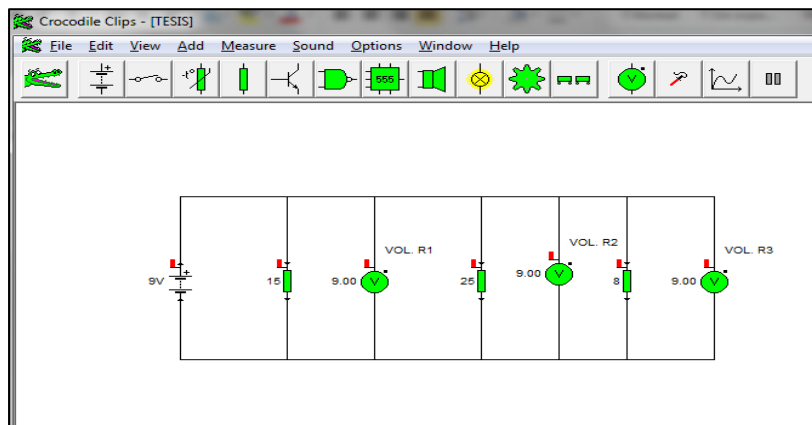 Crocodile Clips - [TESIS]
File Edit View Add Measure Sound Options Window Help
555 V
VOL. R1 VOL. R2 VOL. R3
9V 15 9.00 V 25 9.00 V 8 9.00 V